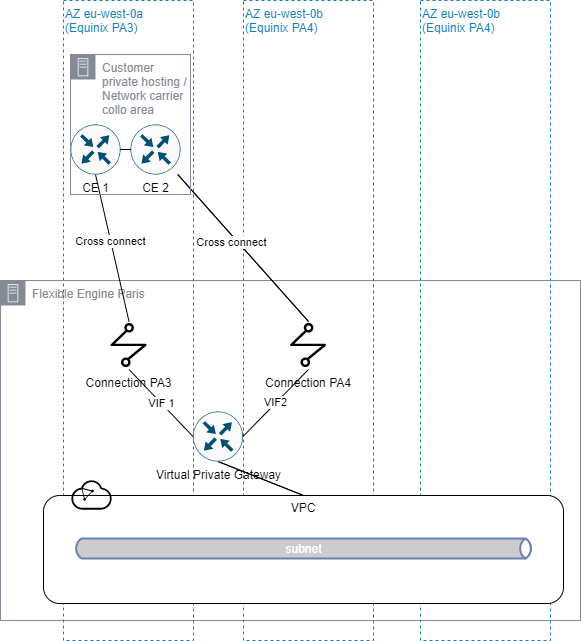 AZ eu-west-0a
(Equinix PA3)
AZ eu-west-0b
(Equinix PA4)
AZ eu-west-0b
(Equinix PA4)
Customer
private hosting /
Network carrier
collo area
CE 1
CE 2
Cross connect
Cross connect
Flexible Engine Paris
Connection PA3
Connection PA4
VIF 1
VIF2
Virtual Private Gateway
VPC
subnet